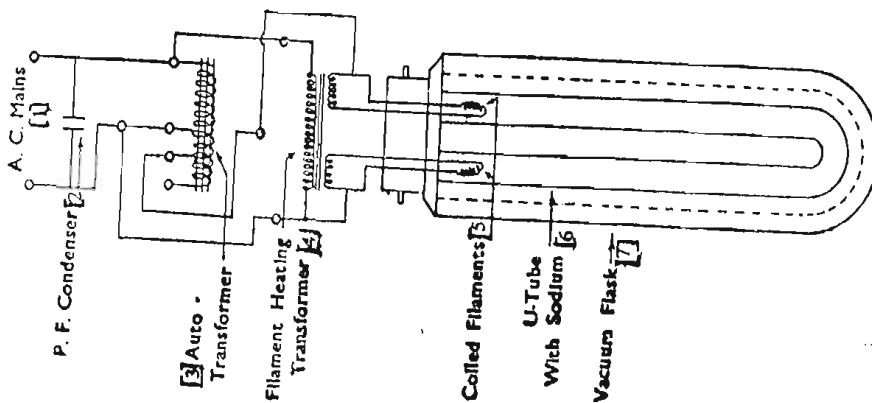 A. C. Mains
[1]
P. F. Condenser [2]
[3] Auto -
Transformer
Filament Heating
Transformer [4]
Coiled Filaments [5]
U-Tube
With Sodium [6]
Vacuum Flask [7]